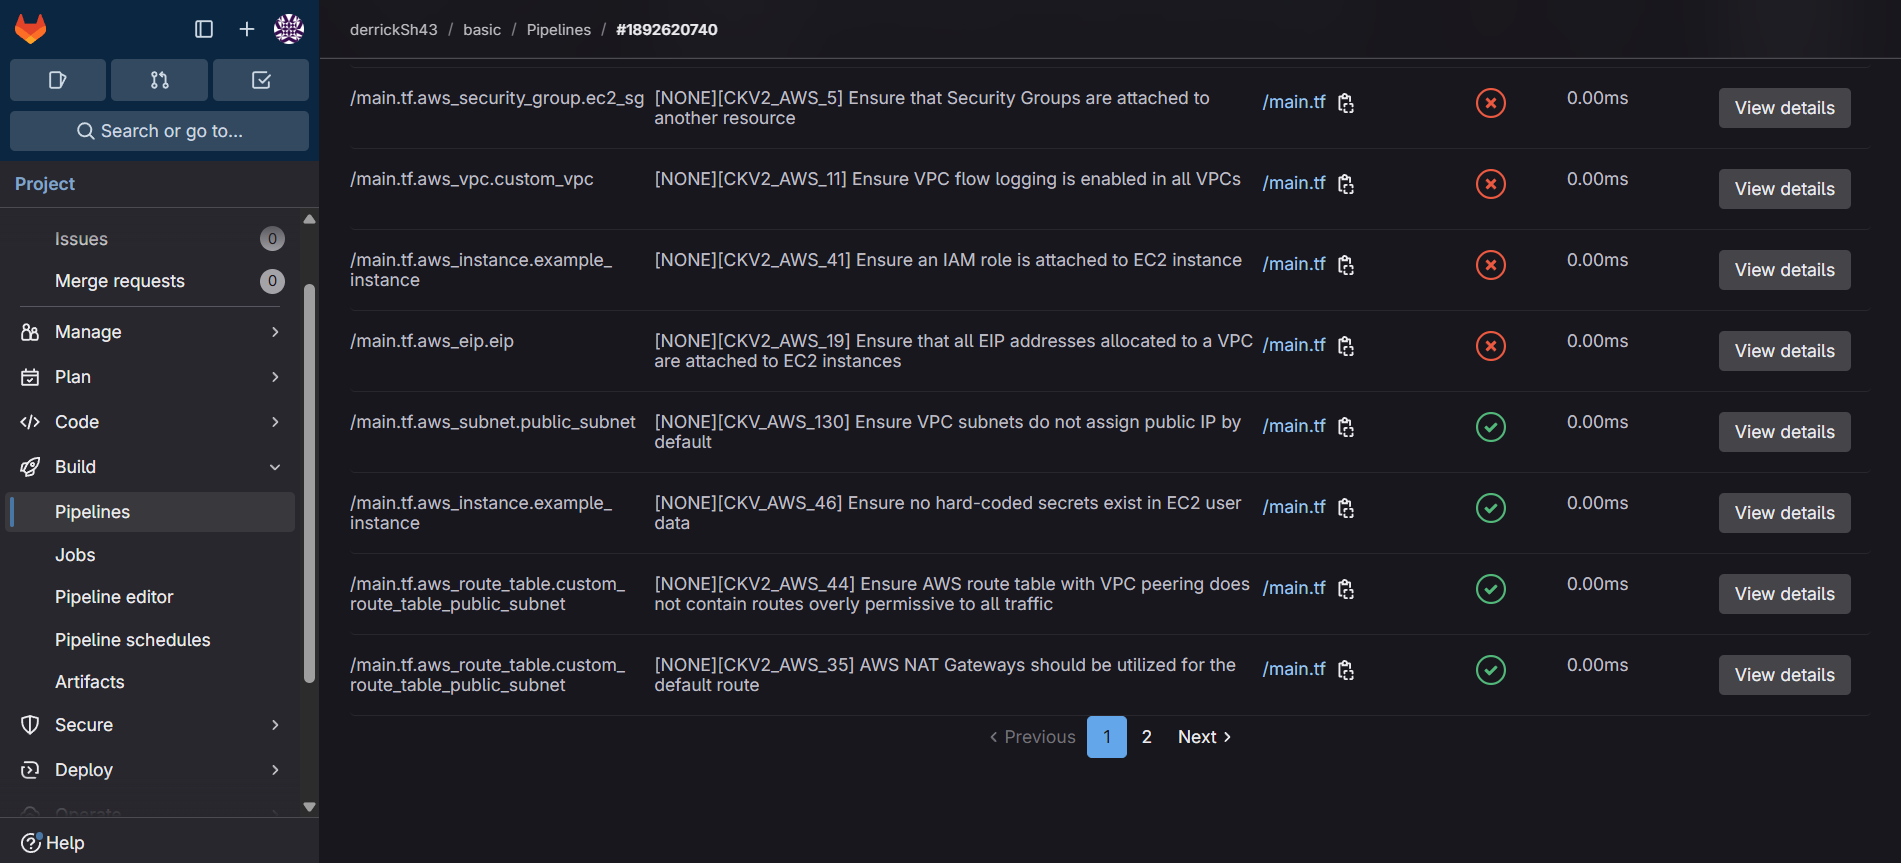 derrickSh43 / basic / Pipelines / #1892620740
Search or go to...
Project
Issues 0
Merge requests 0
Manage
Plan
Code
Build
Pipelines
Jobs
Pipeline editor
Pipeline schedules
Artifacts
Secure
Deploy
Operate
Help
/main.tf.aws_security_group.ec2_sg [NONE][CKV2_AWS_5] Ensure that Security Groups are attached to /main.tf 0.00ms View details
another resource
/main.tf.aws_vpc.custom_vpc [NONE][CKV2_AWS_11] Ensure VPC flow logging is enabled in all VPCs /main.tf 0.00ms View details
/main.tf.aws_instance.example_ [NONE][CKV2_AWS_41] Ensure an IAM role is attached to EC2 instance /main.tf 0.00ms View details
instance
/main.tf.aws_eip.eip [NONE][CKV2_AWS_19] Ensure that all EIP addresses allocated to a VPC /main.tf 0.00ms View details
are attached to EC2 instances
/main.tf.aws_subnet.public_subnet [NONE][CKV_AWS_130] Ensure VPC subnets do not assign public IP by /main.tf 0.00ms View details
default
/main.tf.aws_instance.example_ [NONE][CKV_AWS_46] Ensure no hard-coded secrets exist in EC2 user /main.tf 0.00ms View details
instance data
/main.tf.aws_route_table.custom_ [NONE][CKV2_AWS_44] Ensure AWS route table with VPC peering does /main.tf 0.00ms View details
route_table_public_subnet not contain routes overly permissive to all traffic
/main.tf.aws_route_table.custom_ [NONE][CKV2_AWS_35] AWS NAT Gateways should be utilized for the /main.tf 0.00ms View details
route_table_public_subnet default route
Previous 1 2 Next